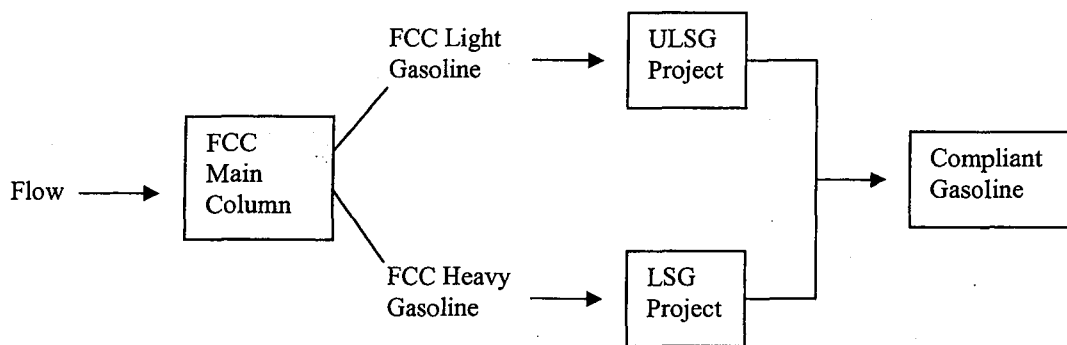 Flow
FCC
Main
Column
FCC Light
Gasoline
ULSG
Project
FCC Heavy
Gasoline
LSG
Project
Compliant
Gasoline